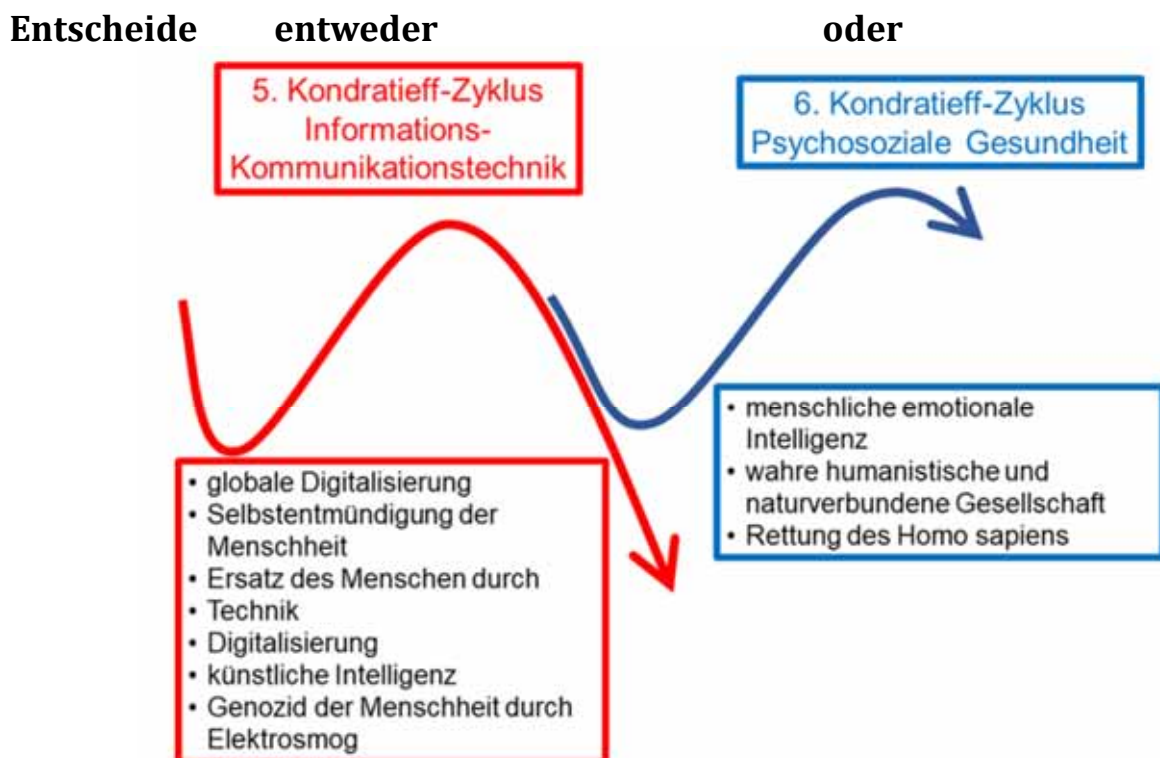 Entscheide entweder oder
5. Kondratieff-Zyklus
Informations-
Kommunikationstechnik
6. Kondratieff-Zyklus
Psychosoziale Gesundheit
• globale Digitalisierung
• Selbstentmündigung der
Menschheit
• Ersatz des Menschen durch
• Technik
• Digitalisierung
• künstliche Intelligenz
• Genozid der Menschheit durch
Elektrosmog
• menschliche emotionale
Intelligenz
• wahre humanistische und
naturverbundene Gesellschaft
• Rettung des Homo sapiens